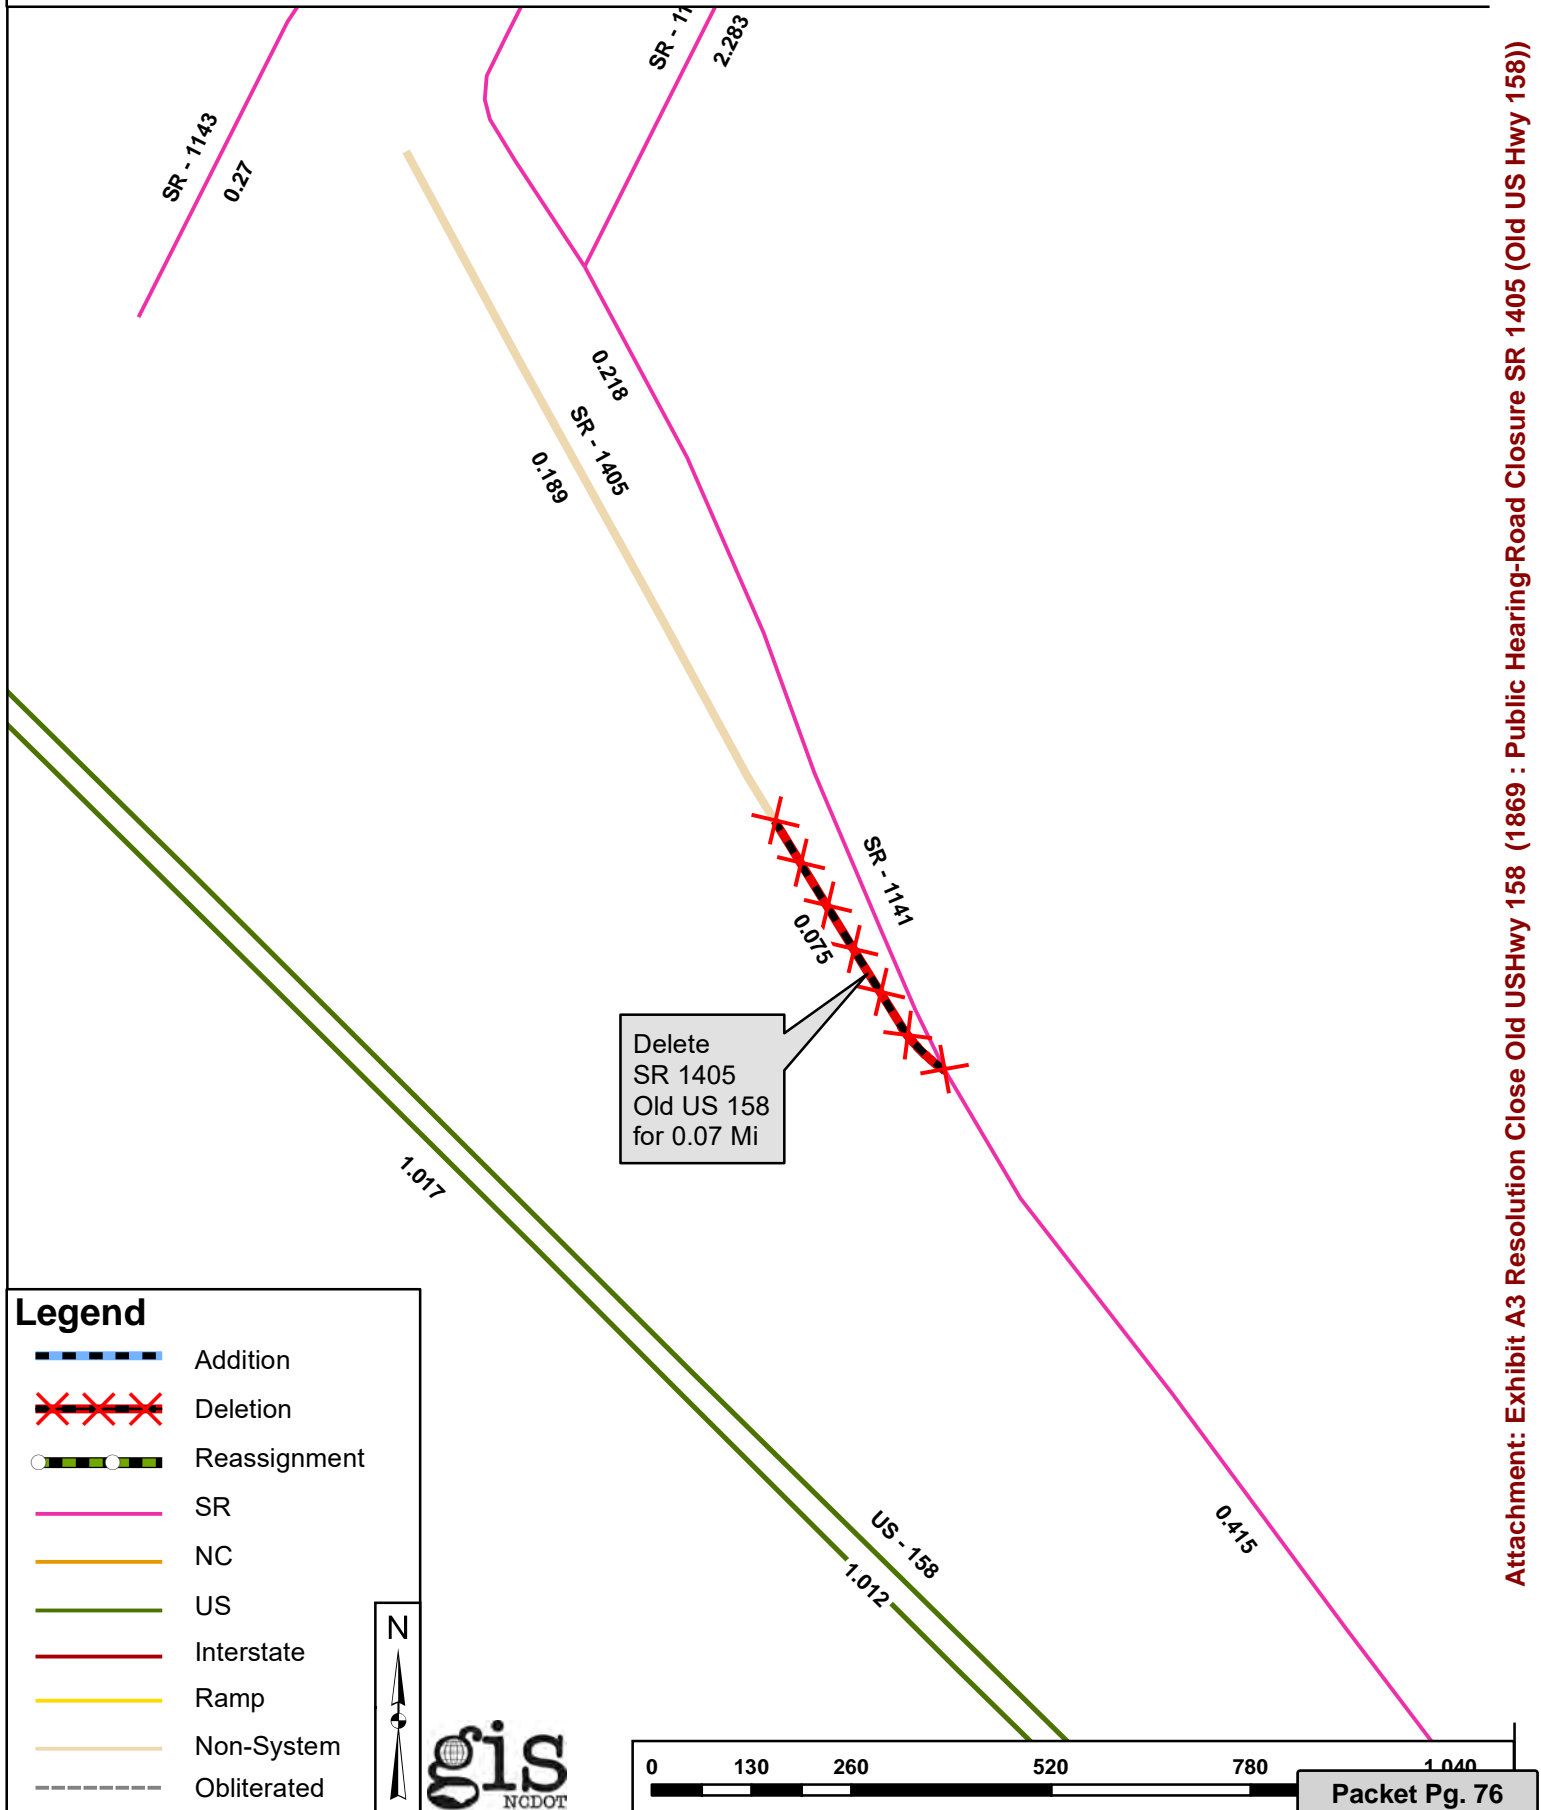 SR - 1143
0.27
SR - 11
2.283
0.218
SR - 1405
0.189
SR - 1141
0.075
Delete
SR 1405
Old US 158
for 0.07 Mi
1.017
US - 158
1.012
0.415
Legend
Addition
Deletion
Reassignment
SR
NC
US
Interstate
Ramp
Non-System
Obliterated
N
gis
NCDOT
0 130 260 520 780 1,040
Packet Pg. 76
Attachment: Exhibit A3 Resolution Close Old USHwy 158 (1869 : Public Hearing-Road Closure SR 1405 (Old US Hwy 158))